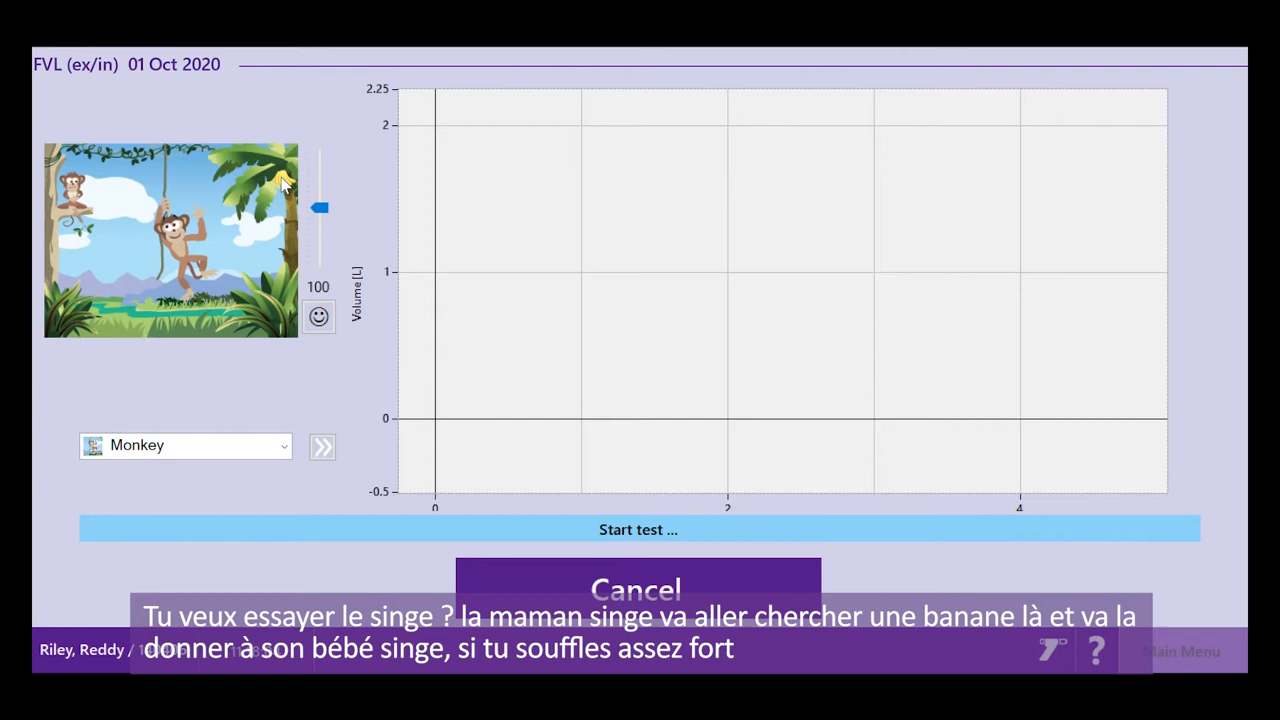 FVL (ex/in) 01 Oct 2020
2.25
2
1
0
-0.5
Volume [L]
0
2
4
100
Monkey
Start test ...
Cancel
Tu veux essayer le singe ? la maman singe va aller chercher une banane là et va la
donner à son bébé singe, si tu souffles assez fort
Riley, Reddy /
?
Main Menu